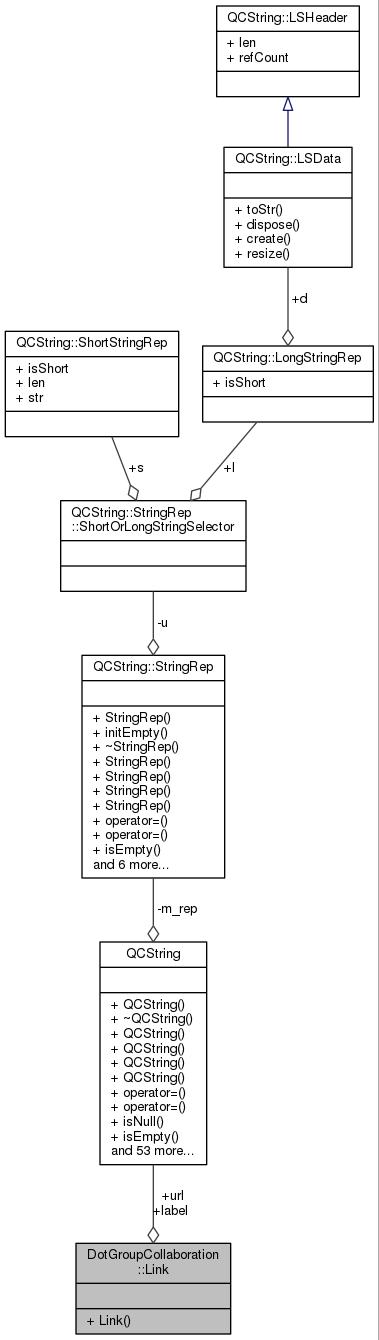 QCString::LSHeader
+ len
+ refCount
QCString::LSData
+ toStr()
+ dispose()
+ create()
+ resize()
+d
QCString::ShortStringRep
+ isShort
+ len
+ str
QCString::LongStringRep
+ isShort
+s
+l
QCString::StringRep
::ShortOrLongStringSelector
-u
QCString::StringRep
+ StringRep()
+ initEmpty()
+ ~StringRep()
+ StringRep()
+ StringRep()
+ StringRep()
+ StringRep()
+ operator=()
+ operator=()
+ isEmpty()
and 6 more...
-m_rep
QCString
+ QCString()
+ ~QCString()
+ QCString()
+ QCString()
+ QCString()
+ QCString()
+ operator=()
+ operator=()
+ isNull()
+ isEmpty()
and 53 more...
+url
+label
DotGroupCollaboration
::Link
+ Link()